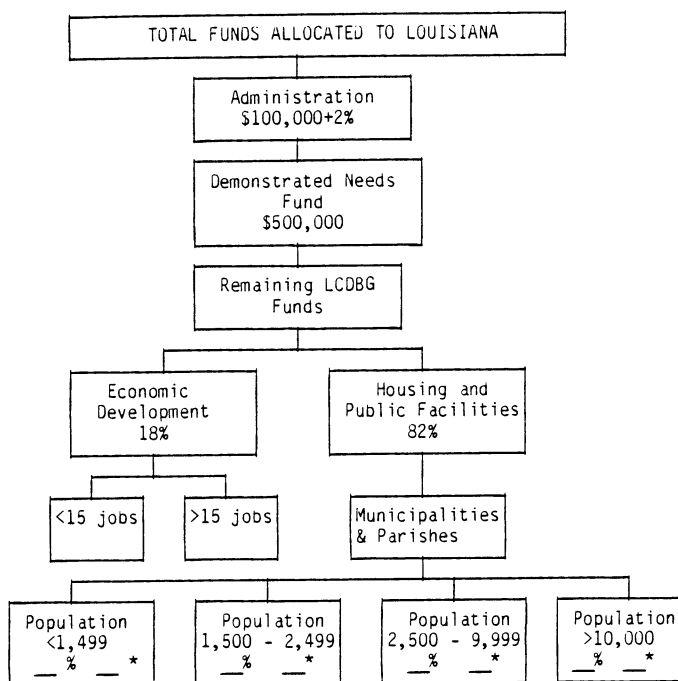 TOTAL FUNDS ALLOCATED TO LOUISIANA
Administration
$100,000+2%
Demonstrated Needs
Fund
$500,000
Remaining LCDBG
Funds
Economic
Development
18%
Housing and
Public Facilities
82%
<15 jobs
>15 jobs
Municipalities
& Parishes
Population
<1,499
__% __*
Population
1,500 - 2,499
__% __*
Population
2,500 - 9,999
__% __*
Population
>10,000
__% __*